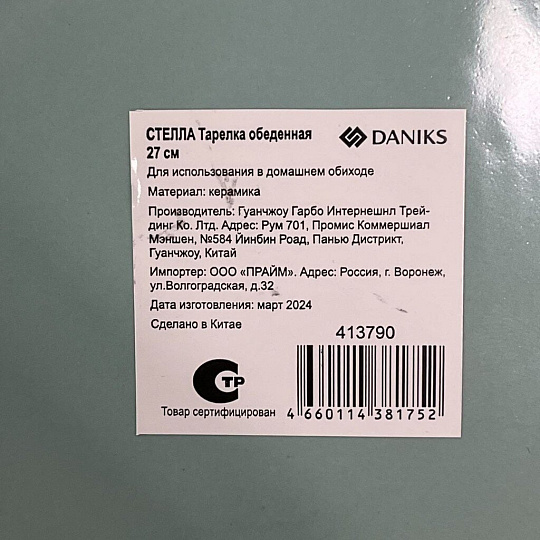 СТЕЛЛА Тарелка обеденная
27 см
DANIKS
Для использования в домашнем обиходе
Материал: керамика
Производитель: Гуанчжоу Гарбо Интернешнл Трей-
динг Ко. Лтд. Адрес: Рум 701, Промис Коммершиал
Мэншен, №584 Йинбин Роад, Панью Дистрикт,
Гуанчжоу, Китай
Импортер: ООО «ПРАЙМ». Адрес: Россия, г. Воронеж,
ул.Волгоградская, д.32
Дата изготовления: март 2024
Сделано в Китае
413790
СТР
Товар сертифицирован
4 660114 381752